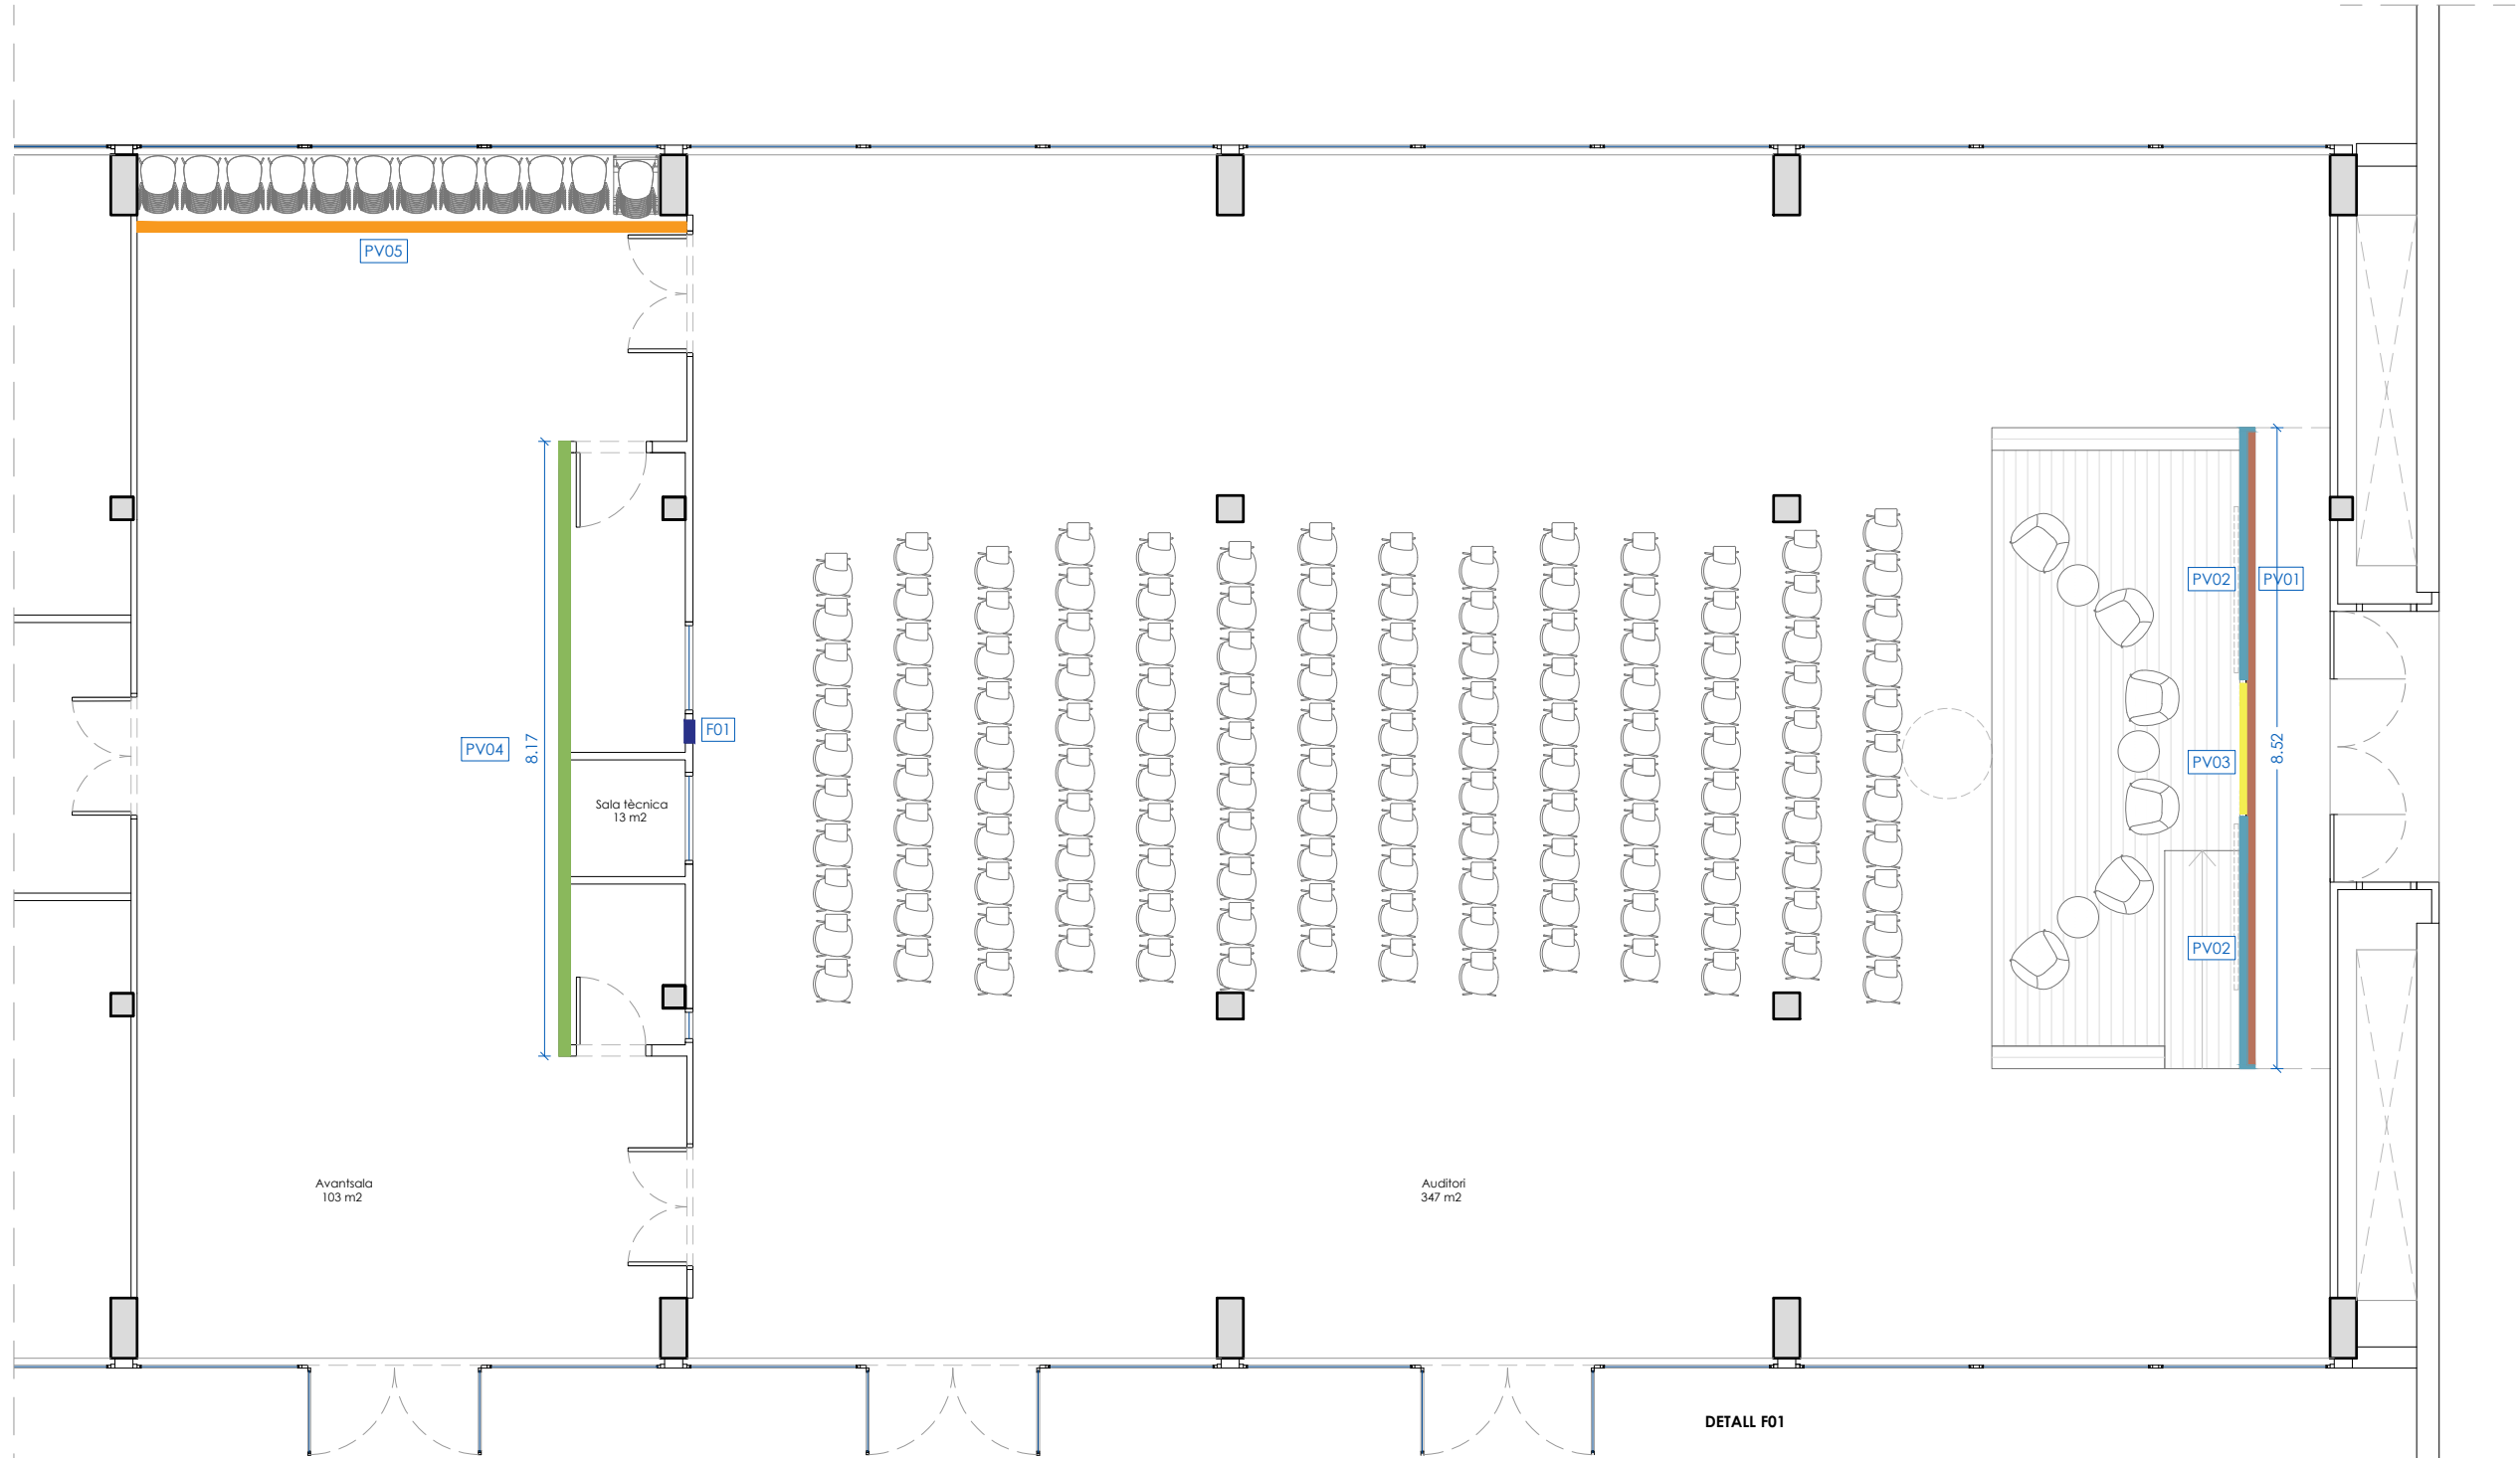 PV05
PV02
PV01
F01
PV04
8.17
PV03
8.52
Sala tècnica
13 m2
PV02
Avantsala
103 m2
Auditori
347 m2
DETALL F01